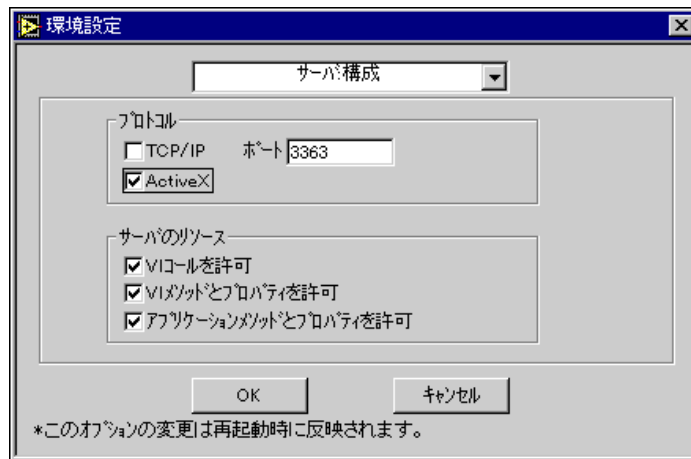 環境設定
サーバ構成
プロトコル
TCP/IP ポート 3363
ActiveX
サーバのリソース
VIコールを許可
VIメソッドとプロパティを許可
アプリケーションメソッドとプロパティを許可
OK キャンセル
*このオプションの変更は再起動時に反映されます。